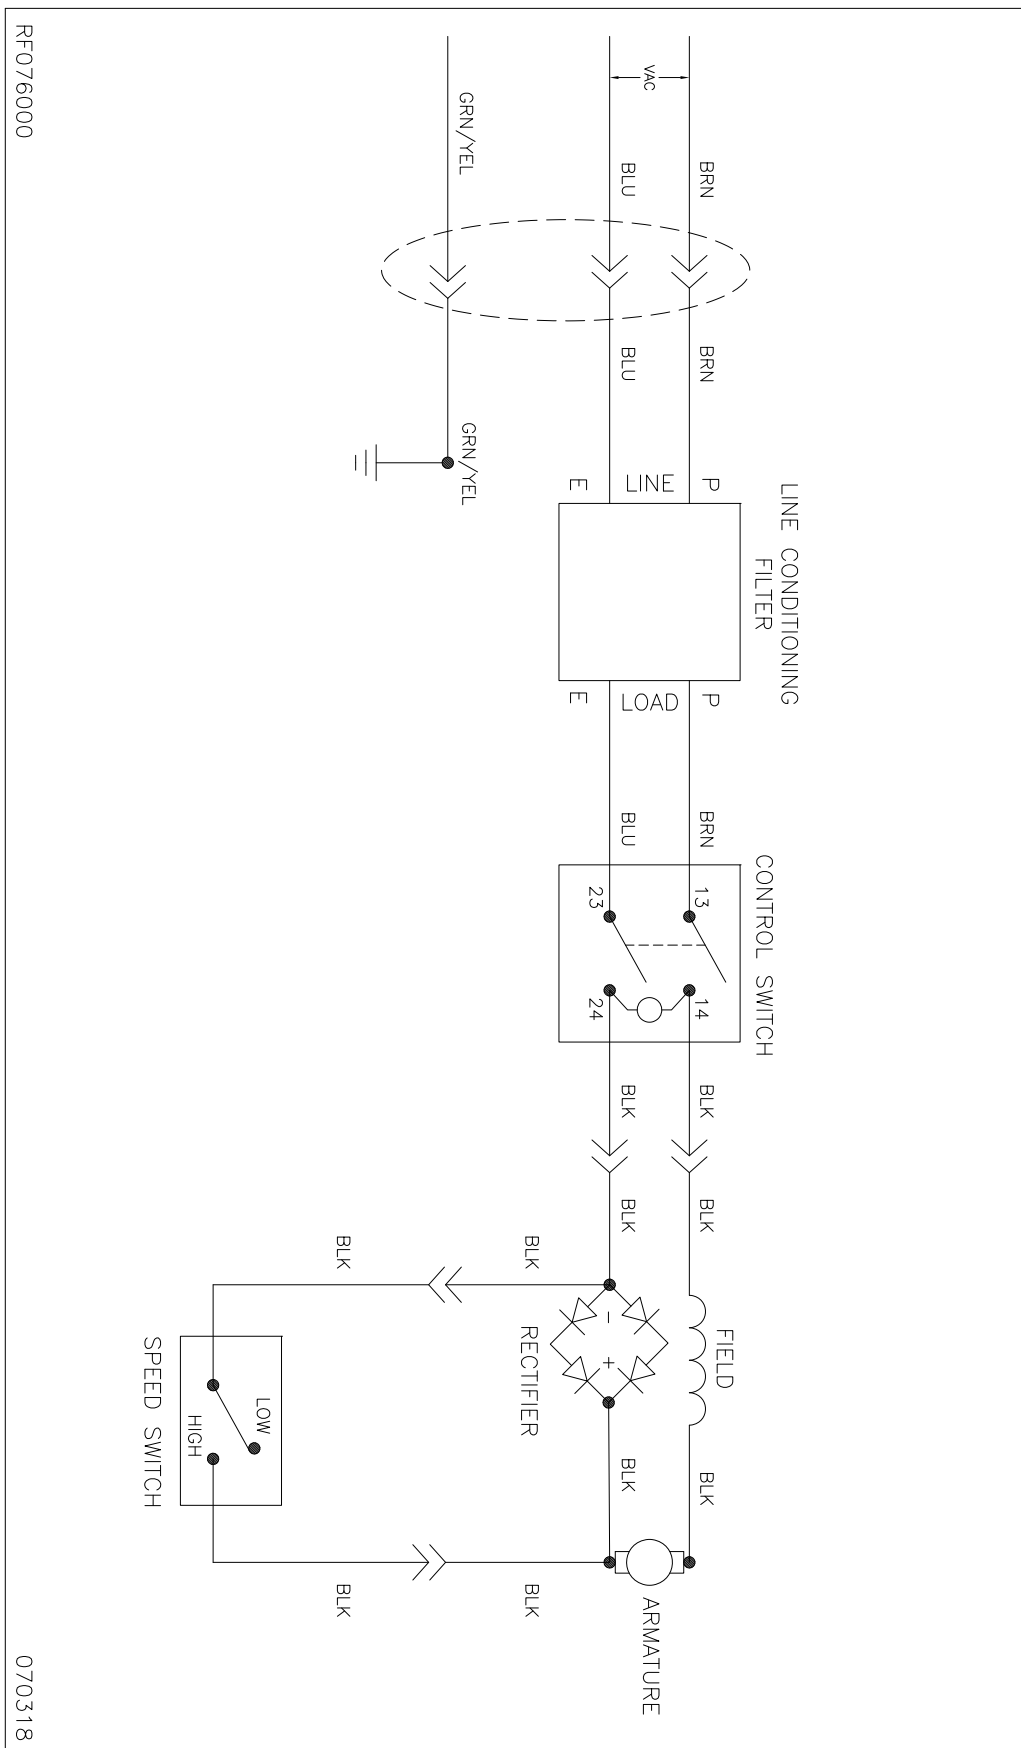 LINE CONDITIONING
FILTER
CONTROL SWITCH
BRN
BRN
P
P
BRN
13
14
BLK
BLK
FIELD
BLK
VAC
LINE
LOAD
ARMATURE
BLU
BLU
E
E
BLU
23
24
BLK
BLK
-
+
BLK
RECTIFIER
GRN/YEL
GRN/YEL
BLK
BLK
BLK
BLK
LOW
HIGH
SPEED SWITCH
RF076000
070318